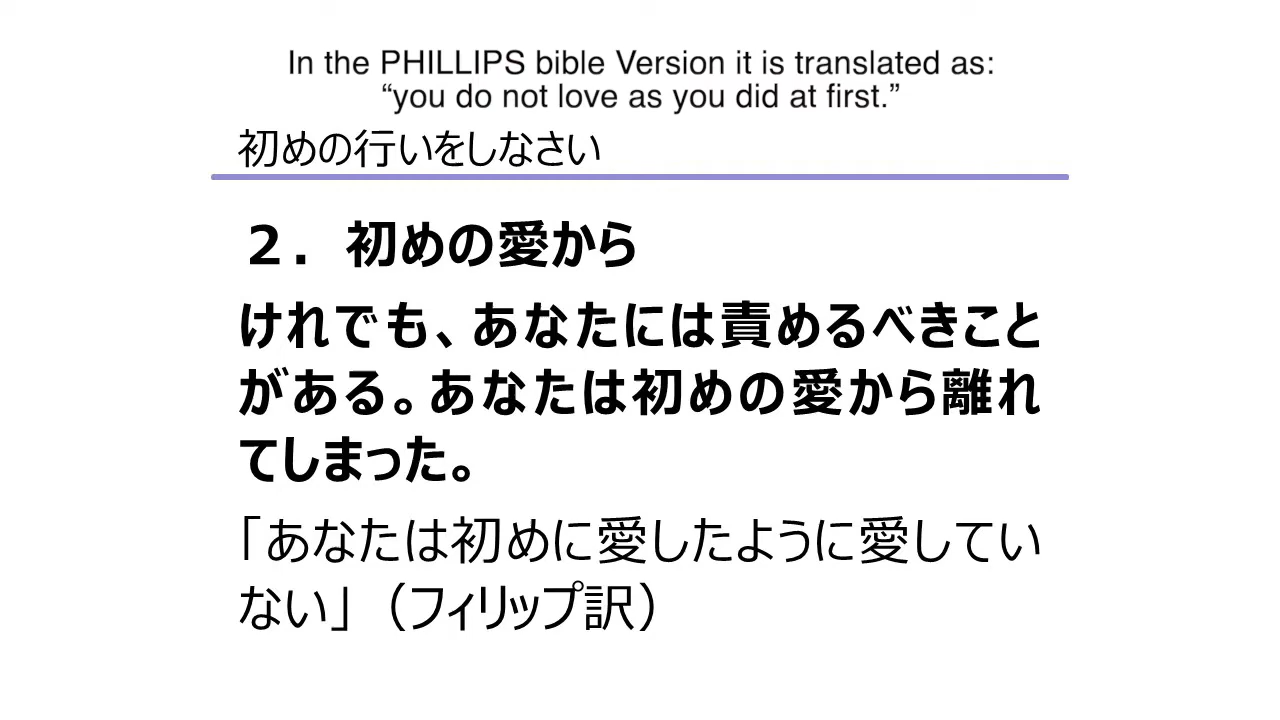 In the PHILLIPS bible Version it is translated as:
“you do not love as you did at first.”
初めの行いをしなさい
２．初めの愛から
けれでも、あなたには責めるべきこと
がある。あなたは初めの愛から離れ
てしまった。
「あなたは初めに愛したように愛してい
ない」（フィリップ訳）